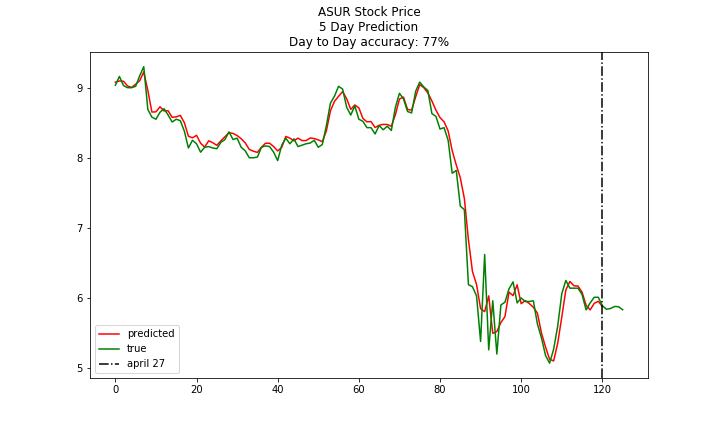 ASUR Stock Price
5 Day Prediction
Day to Day accuracy: 77%
9
8
7
6
5
predicted
true
april 27
0 20 40 60 80 100 120